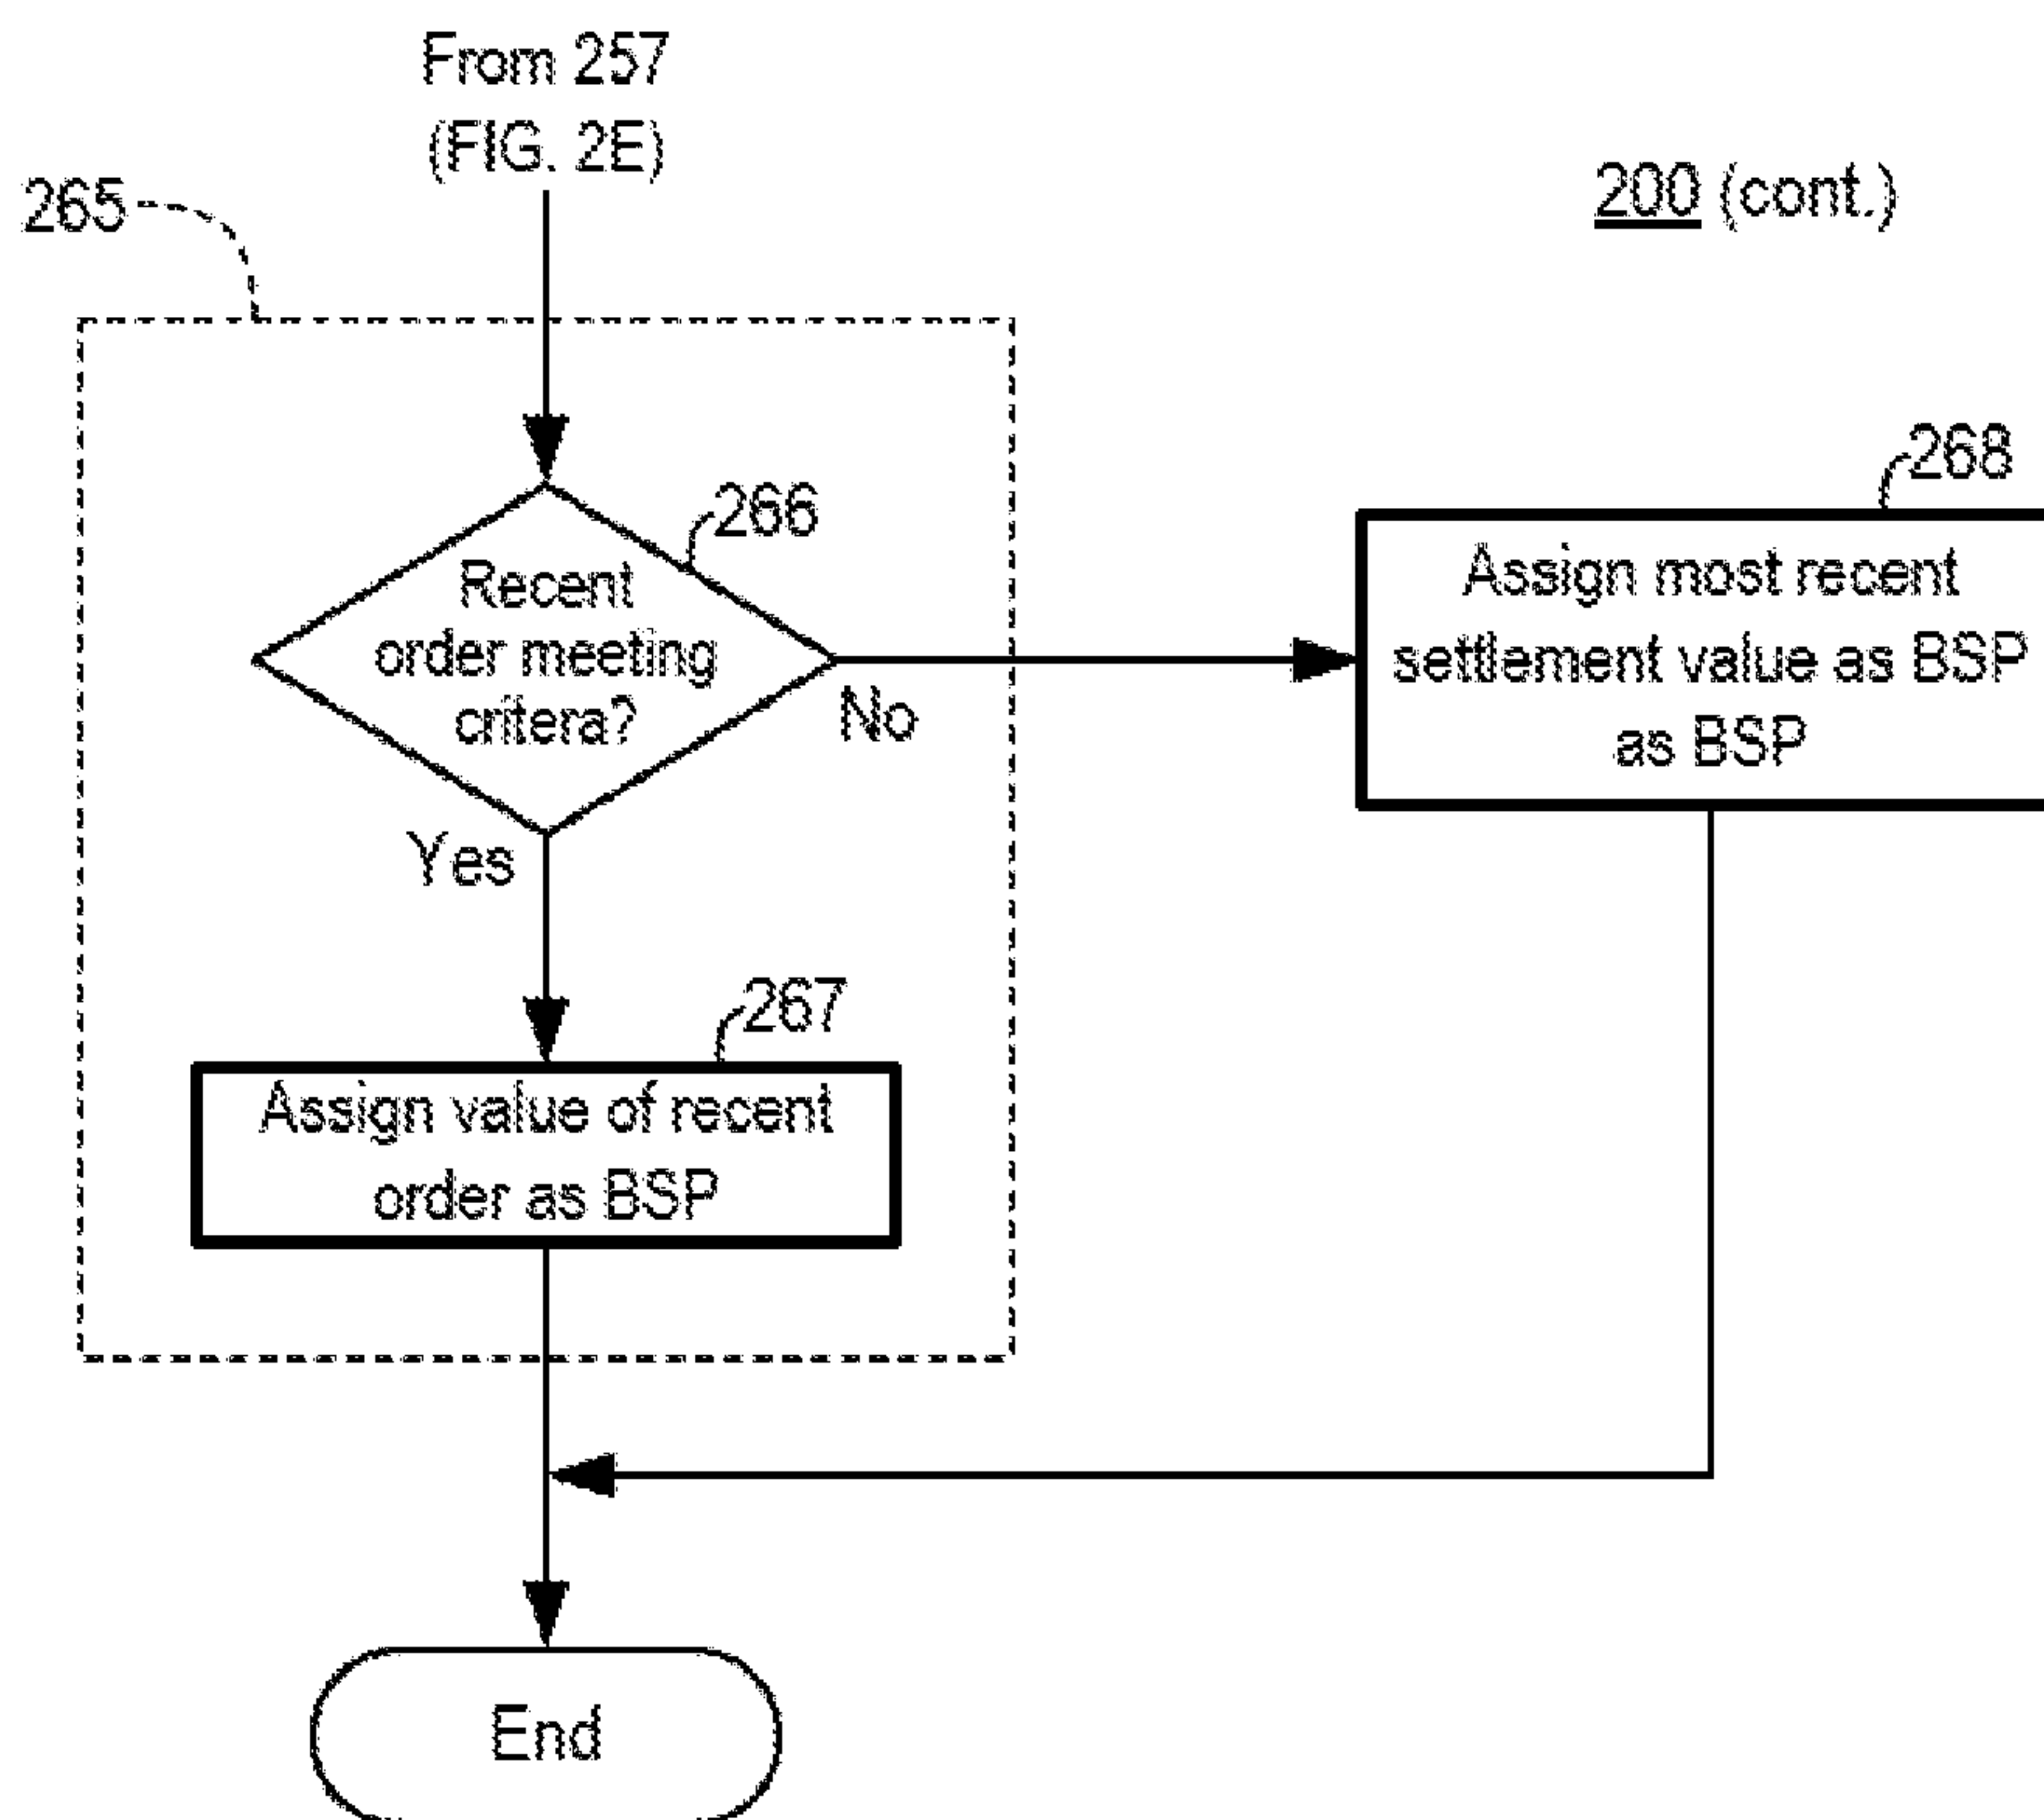 From 257
(FIG. 2E)
265
200 (cont.)
266
Recent
order meeting
critera?
No
Yes
268
Assign most recent
settlement value as BSP
as BSP
267
Assign value of recent
order as BSP
End